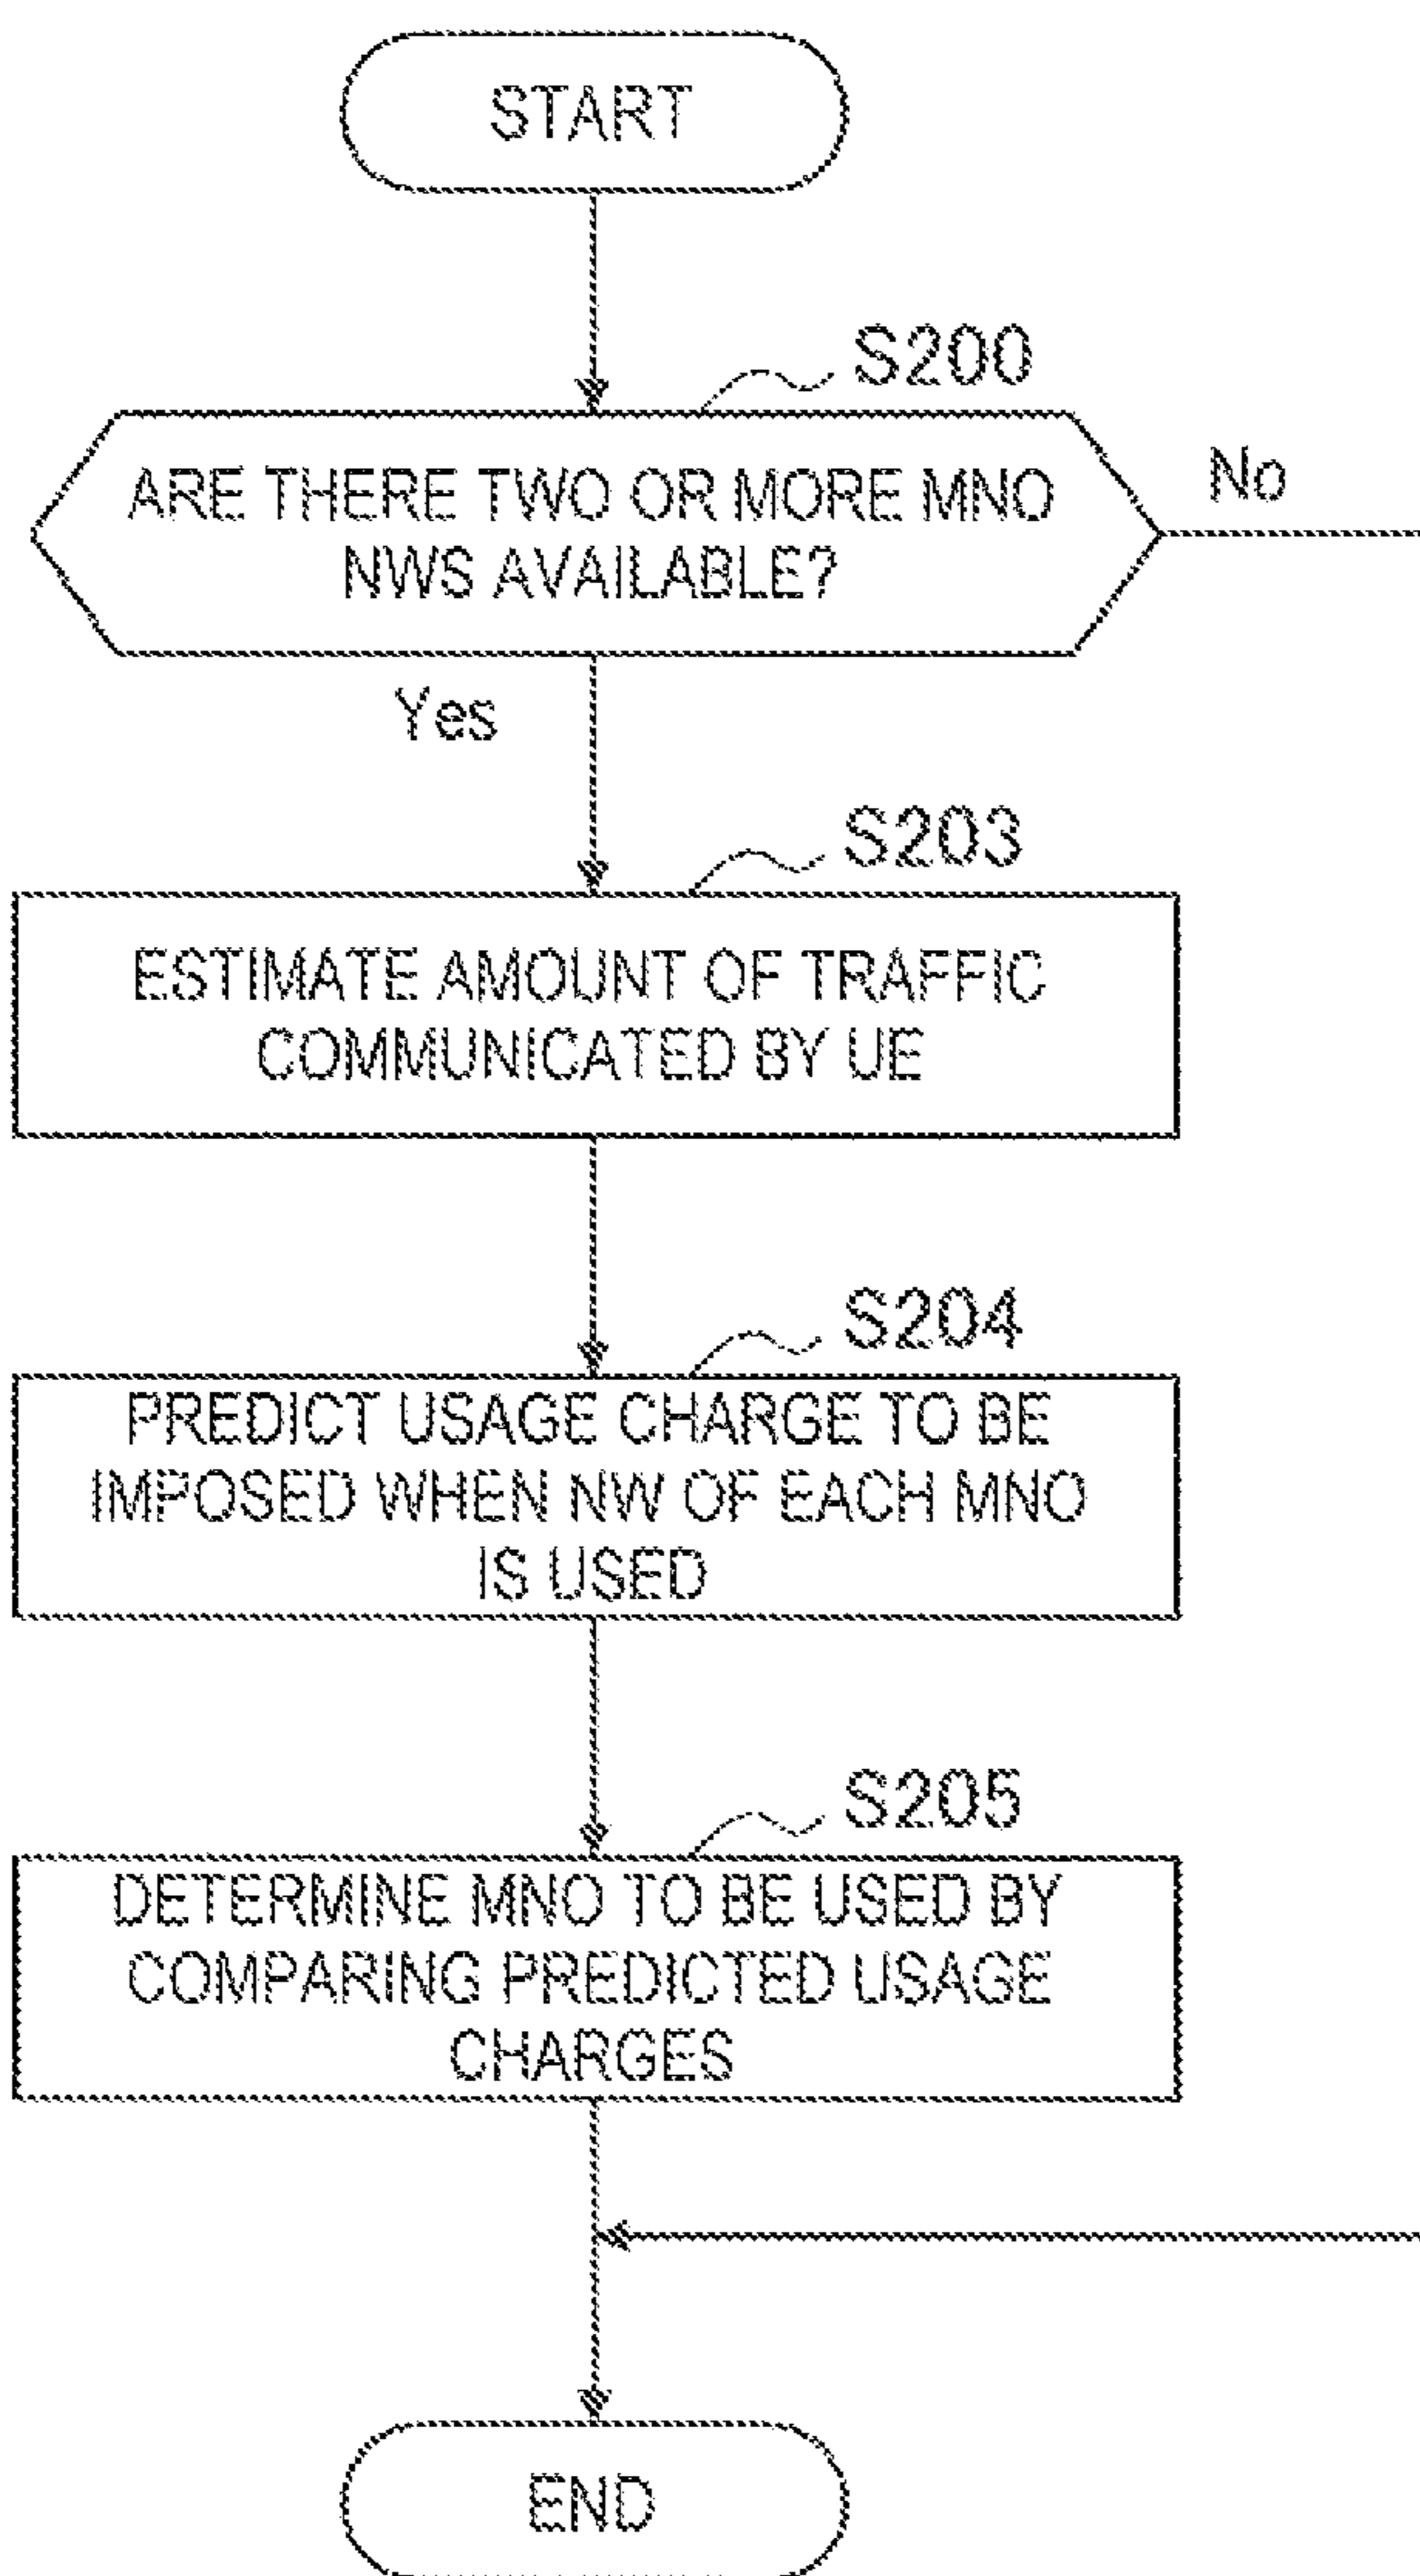 START
S200
ARE THERE TWO OR MORE MNO
NWS AVAILABLE?
No
Yes
S203
ESTIMATE AMOUNT OF TRAFFIC
COMMUNICATED BY UE
S204
PREDICT USAGE CHARGE TO BE
IMPOSED WHEN NW OF EACH MNO
IS USED
S205
DETERMINE MNO TO BE USED BY
COMPARING PREDICTED USAGE
CHARGES
END